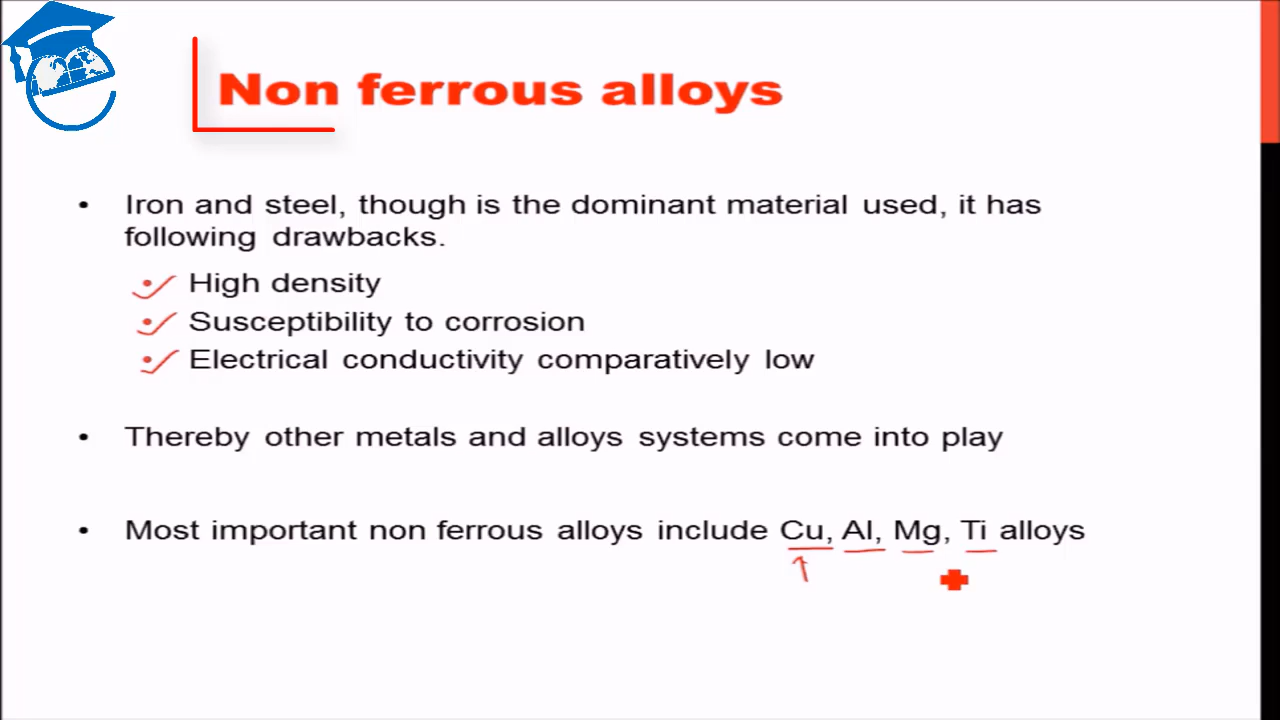 Non ferrous alloys
• Iron and steel, though is the dominant material used, it has
following drawbacks.
• High density
• Susceptibility to corrosion
• Electrical conductivity comparatively low
• Thereby other metals and alloys systems come into play
• Most important non ferrous alloys include Cu, Al, Mg, Ti alloys